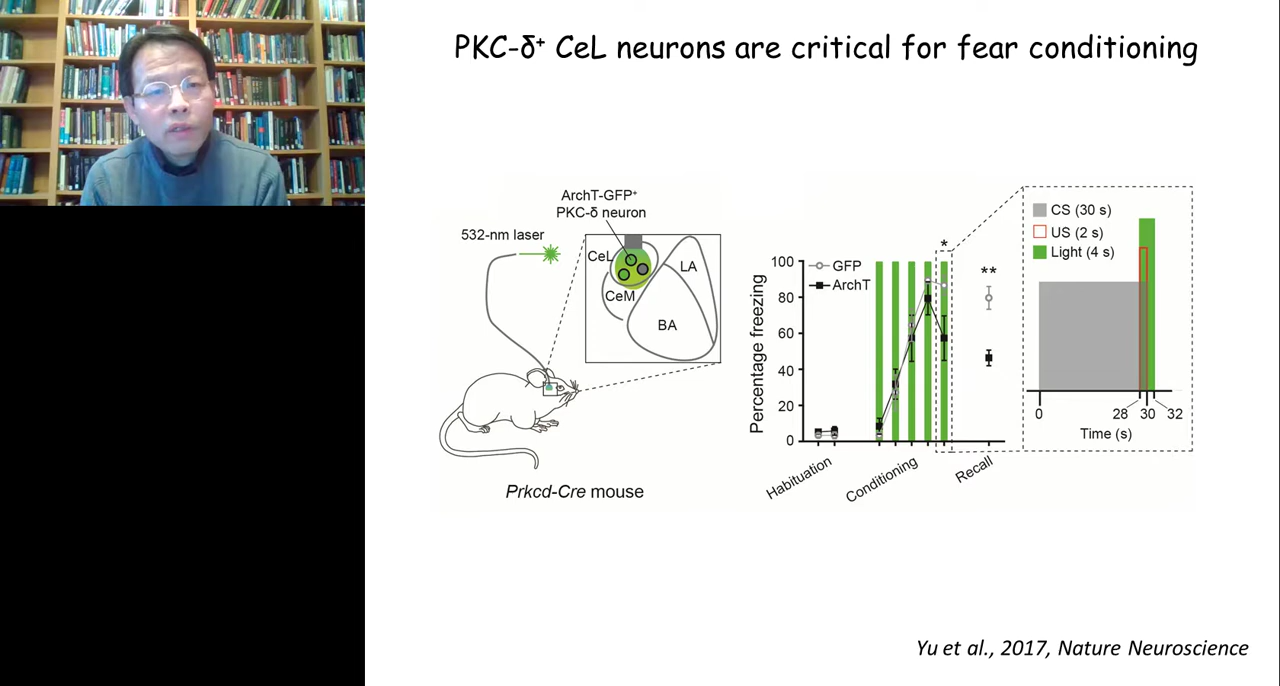 PKC-δ⁺ CeL neurons are critical for fear conditioning
ArchT-GFP⁺
PKC-δ neuron
532-nm laser
CeL
CeM
LA
BA
Prkcd-Cre mouse
Percentage freezing
100
80
60
40
20
0
GFP
ArchT
*
**
Habituation
Conditioning
Recall
CS (30 s)
US (2 s)
Light (4 s)
0
28
30
32
Time (s)
Yu et al., 2017, Nature Neuroscience